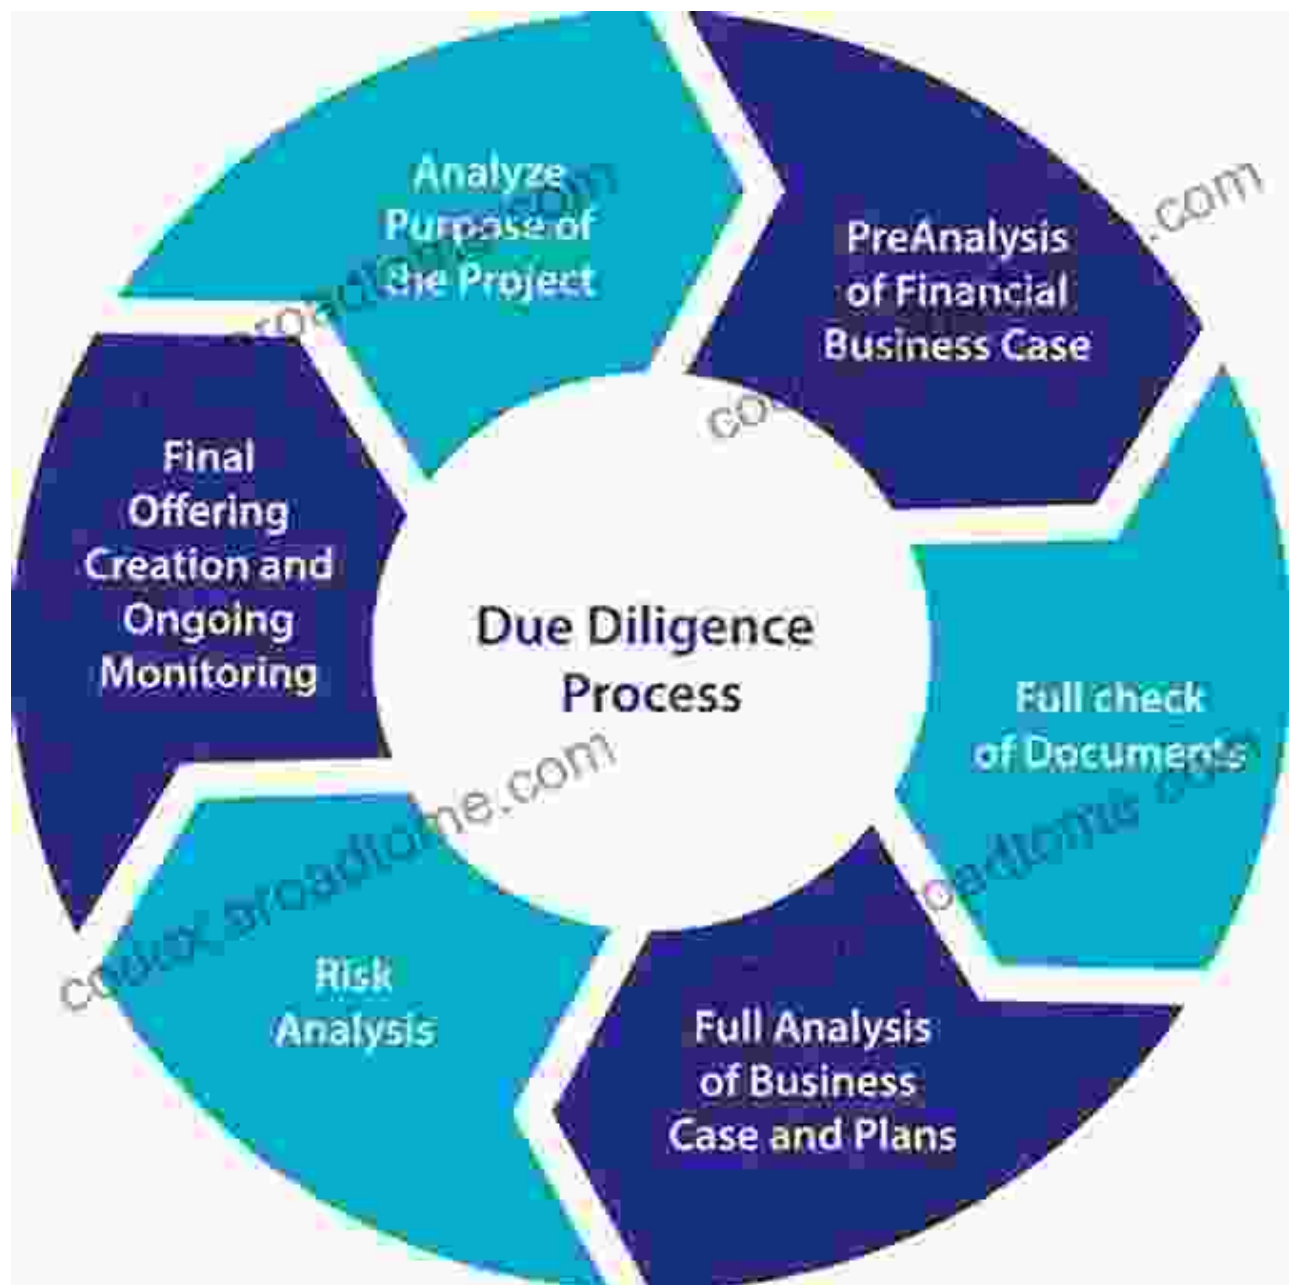 Analyze
Purpose of
the Project
PreAnalysis
of Financial
Business Case
Full check
of Documents
Full Analysis
of Business
Case and Plans
Risk
Analysis
Final
Offering
Creation and
Ongoing
Monitoring
Due Diligence
Process